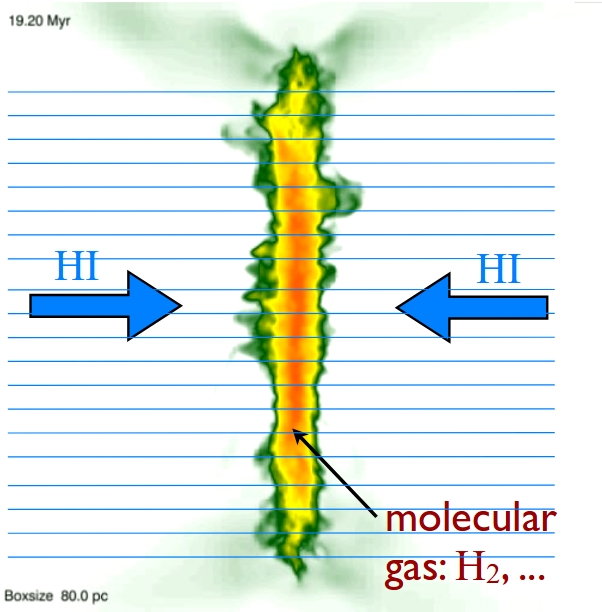 19.20 Myr
HI
HI
molecular
gas: H₂, ...
Boxsize 80.0 pc